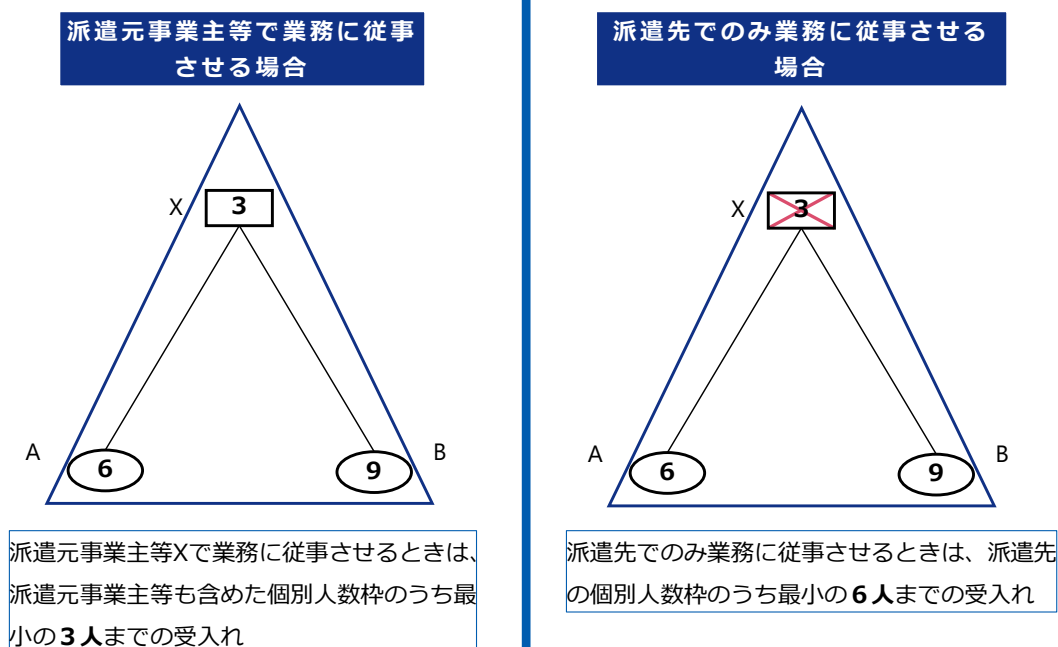 派遣元事業主等で業務に従事
させる場合
X
3
A
6
9
B
派遣元事業主等Xで業務に従事させるときは、
派遣元事業主等も含めた個別人数枠のうち最
小の3人までの受入れ
派遣先でのみ業務に従事させる
場合
X
3
A
6
9
B
派遣先でのみ業務に従事させるときは、派遣先
の個別人数枠のうち最小の6人までの受入れ